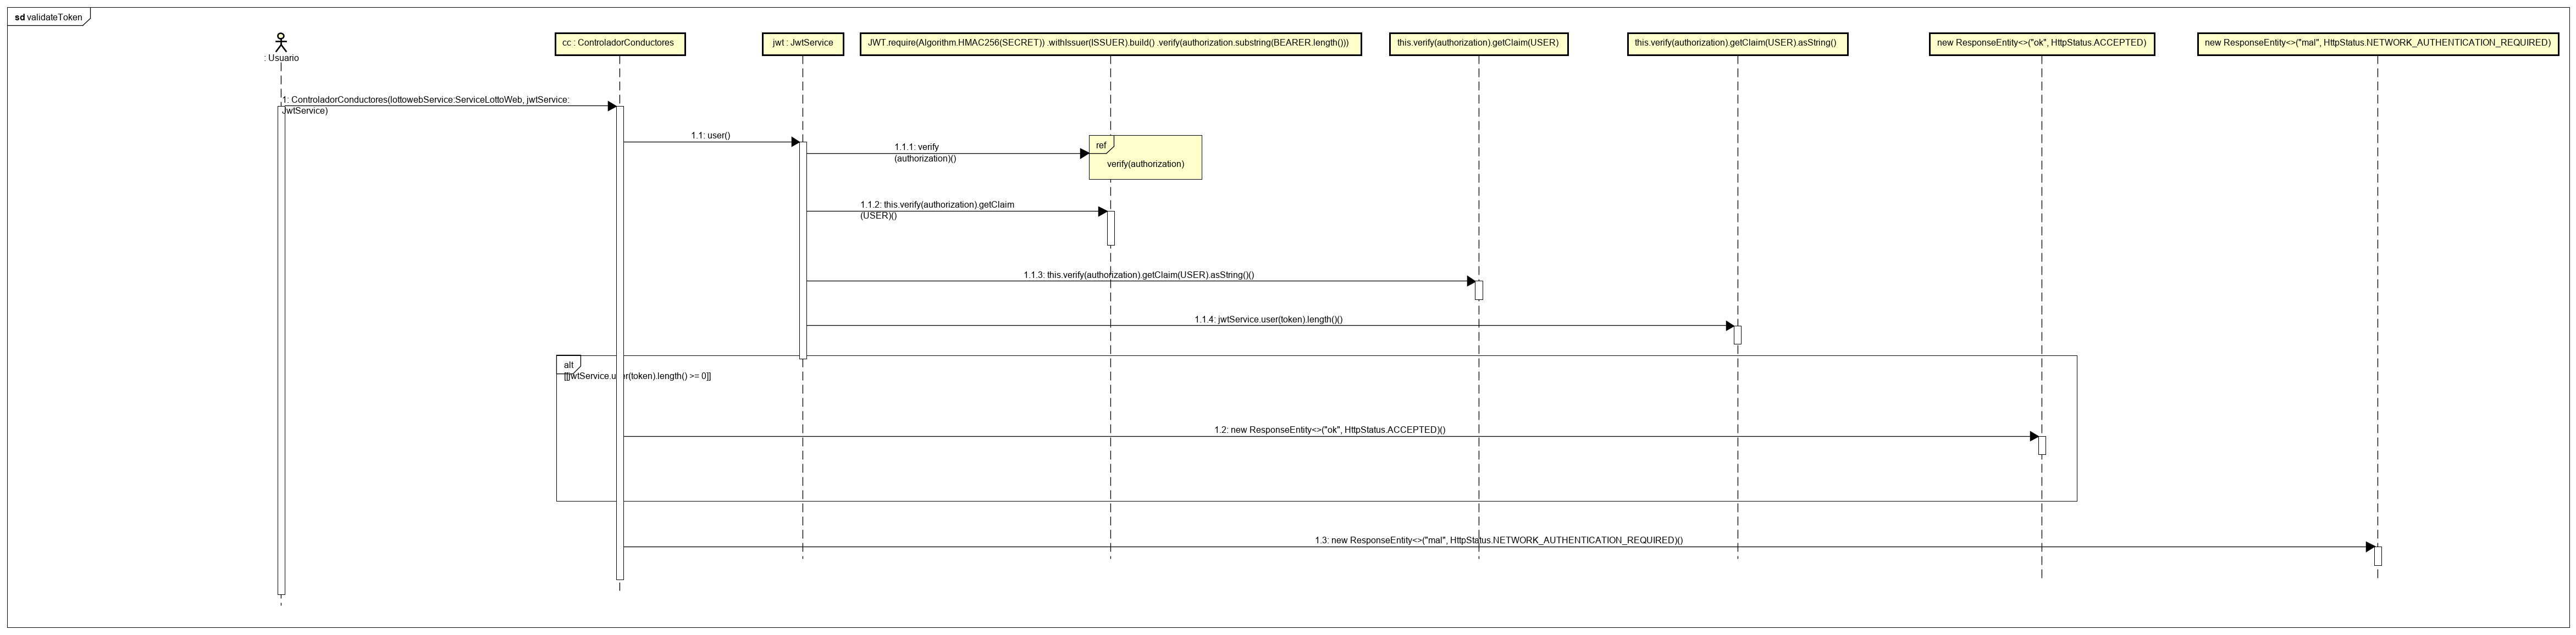 sd validateToken
: Usuario
cc : ControladorConductores
jwt : JwtService
JWT.require(Algorithm.HMAC256(SECRET)) .withIssuer(ISSUER).build() .verify(authorization.substring(BEARER.length()))
this.verify(authorization).getClaim(USER)
this.verify(authorization).getClaim(USER).asString()
new ResponseEntity<>("ok", HttpStatus.ACCEPTED)
new ResponseEntity<>("mal", HttpStatus.NETWORK_AUTHENTICATION_REQUIRED)
1: ControladorConductores(lottowebService:ServiceLottoWeb, jwtService:
JwtService)
1.1: user()
1.1.1: verify
(authorization)()
ref
verify(authorization)
1.1.2: this.verify(authorization).getClaim
(USER)()
1.1.3: this.verify(authorization).getClaim(USER).asString()()
1.1.4: jwtService.user(token).length()()
alt
[[jwtService.user(token).length() >= 0]]
1.2: new ResponseEntity<>("ok", HttpStatus.ACCEPTED)()
1.3: new ResponseEntity<>("mal", HttpStatus.NETWORK_AUTHENTICATION_REQUIRED)()